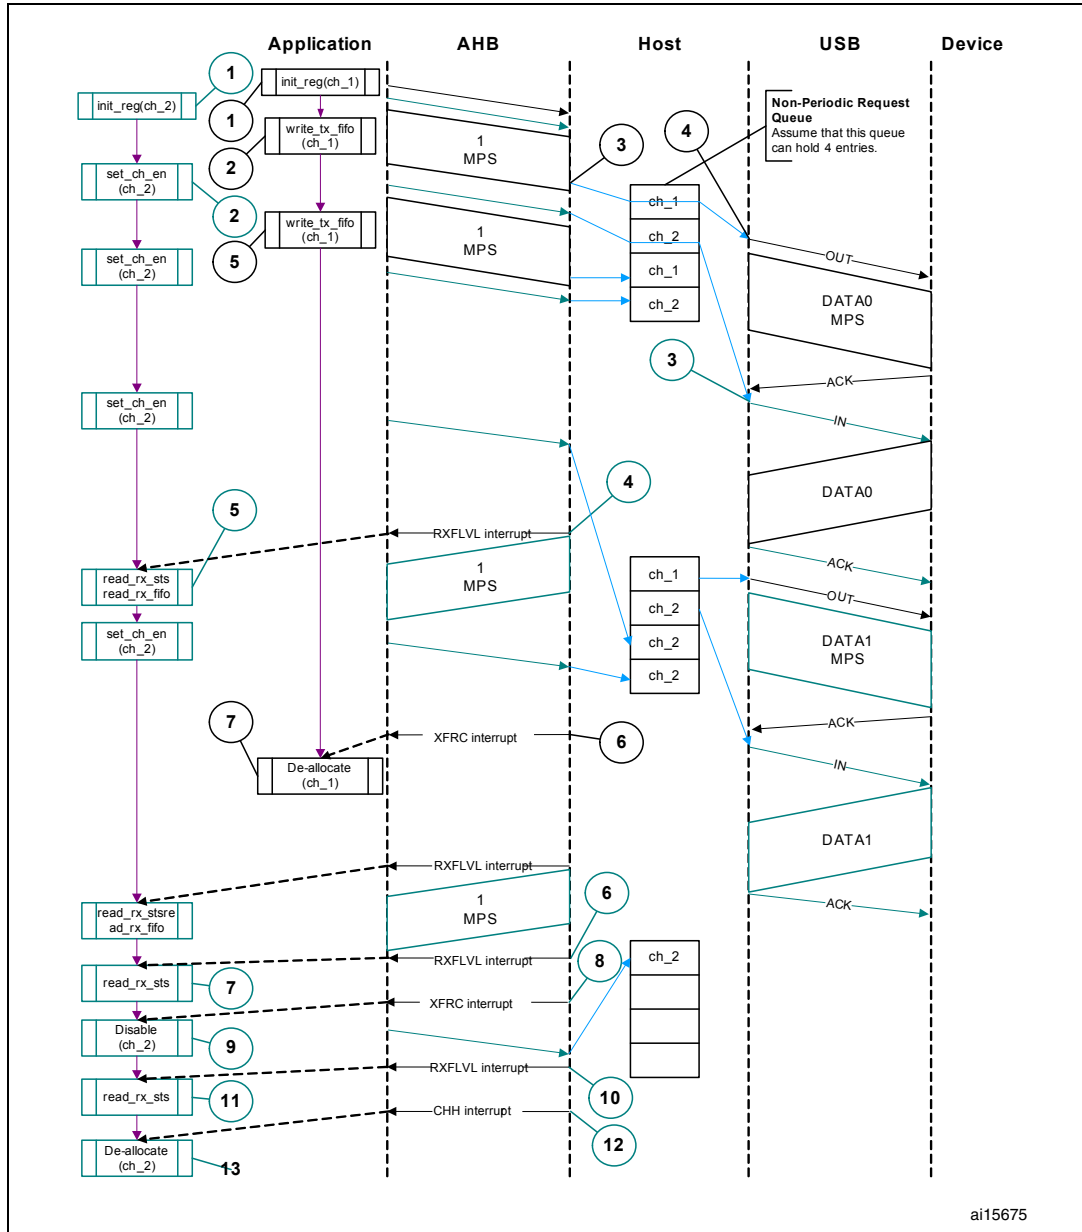 Application AHB Host USB Device
1
init_reg(ch_1)
init_reg(ch_2)
1
Non-Periodic Request
Queue
Assume that this queue
can hold 4 entries.
write_tx_fifo
(ch_1)
2
1
MPS
3
4
set_ch_en
(ch_2)
2
ch_1
write_tx_fifo
(ch_1)
5
1
MPS
ch_2
set_ch_en
(ch_2)
ch_1
ch_2
OUT
DATA0
MPS
3
ACK
set_ch_en
(ch_2)
IN
5
4
DATA0
RXFLVL interrupt
read_rx_sts
read_rx_fifo
1
MPS
ch_1
ACK
OUT
ch_2
set_ch_en
(ch_2)
ch_2
DATA1
MPS
ch_2
7
XFRC interrupt
6
ACK
De-allocate
(ch_1)
IN
DATA1
RXFLVL interrupt
6
read_rx_stsre
ad_rx_fifo
1
MPS
ACK
RXFLVL interrupt
8
ch_2
read_rx_sts
7
XFRC interrupt
Disable
(ch_2)
9
RXFLVL interrupt
10
read_rx_sts
11
CHH interrupt
12
De-allocate
(ch_2)
13
ai15675